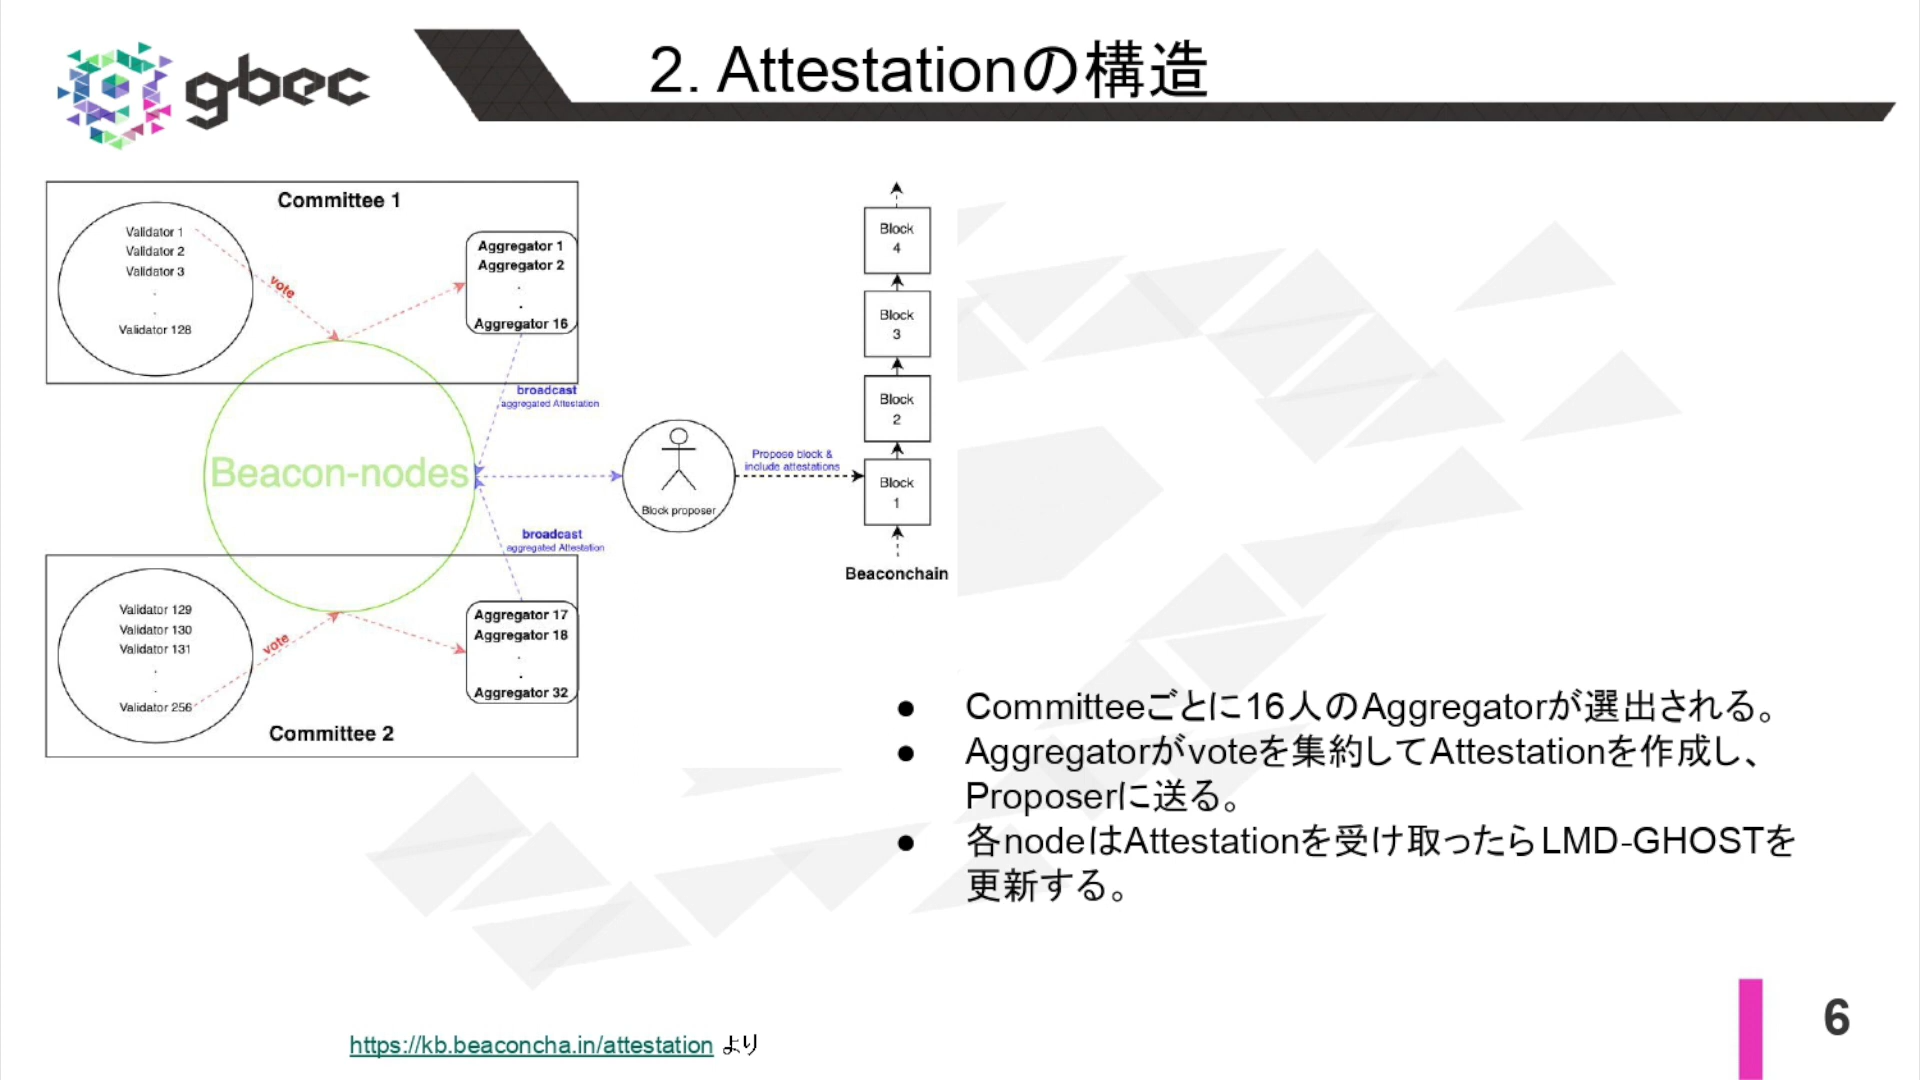 gbec
2. Attestationの構造
Committee 1
Validator 1
Validator 2
Validator 3
.
.
Validator 128
vote
Aggregator 1
Aggregator 2
.
.
Aggregator 16
broadcast
aggregated Attestation
Beacon-nodes
Block proposer
Propose block &
include attestations
Block
4
Block
3
Block
2
Block
1
Beaconchain
broadcast
aggregated Attestation
Validator 129
Validator 130
Validator 131
.
.
Validator 256
vote
Aggregator 17
Aggregator 18
.
.
Aggregator 32
Committee 2
● Committeeごとに16人のAggregatorが選出される。
● Aggregatorがvoteを集約してAttestationを作成し、
Proposerに送る。
● 各nodeはAttestationを受け取ったらLMD-GHOSTを
更新する。
https://kb.beaconcha.in/attestation より
6